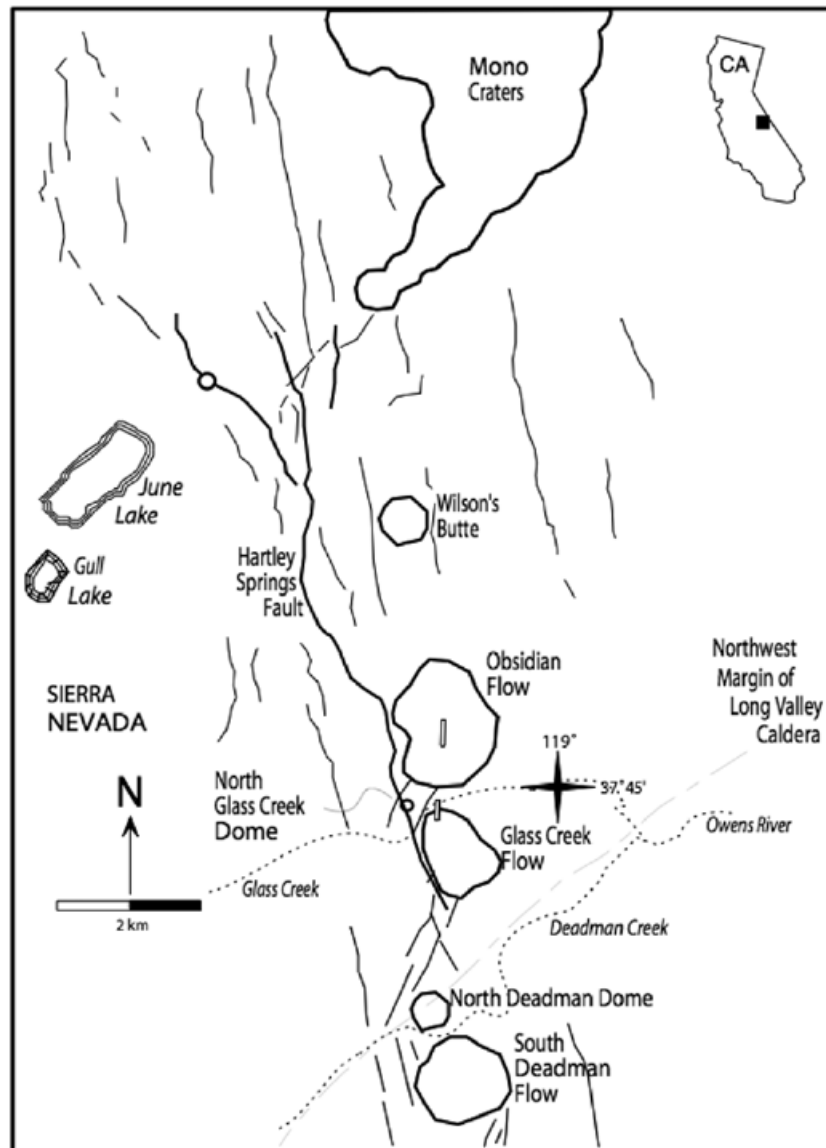 Mono
Craters
CA
June
Lake
Gull
Lake
Wilson's
Butte
Hartley
Springs
Fault
Obsidian
Flow
Northwest
Margin of
Long Valley
Caldera
SIERRA
NEVADA
119°
37°45'
N
North
Glass Creek
Dome
Owens River
Glass Creek
Flow
Glass Creek
2 km
Deadman Creek
North Deadman Dome
South
Deadman
Flow